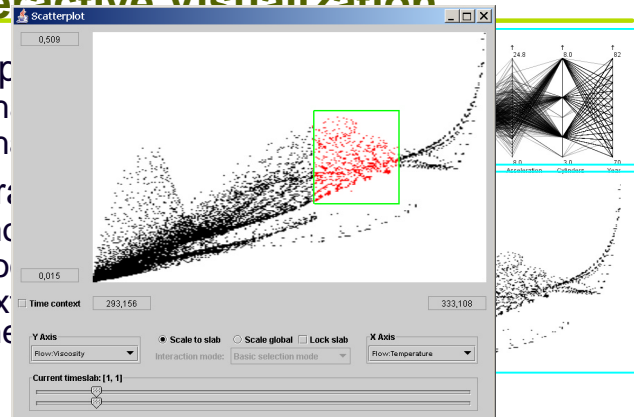 eractive Visualization
Scatterplot
0,509
0,015
Time context
293,156
333,108
Y Axis
Flow:Viscosity
Scale to slab
Scale global
Lock slab
Interaction mode:
Basic selection mode
X Axis
Flow:Temperature
Current timeslab: [1, 1]
24.8
8.0
82
8.0
3.0
70
Acceleration
Cylinders
Year